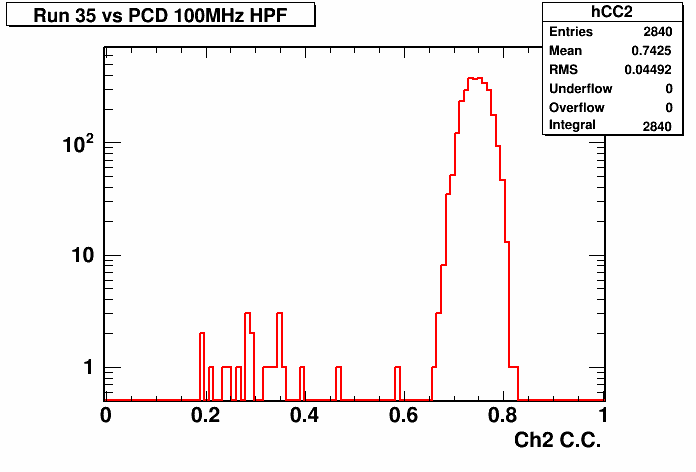 Run 35 vs PCD 100MHz HPF
hCC2
Entries 2840
Mean 0.7425
RMS 0.04492
Underflow 0
Overflow 0
Integral 2840
10²
10
1
0 0.2 0.4 0.6 0.8 1
Ch2 C.C.